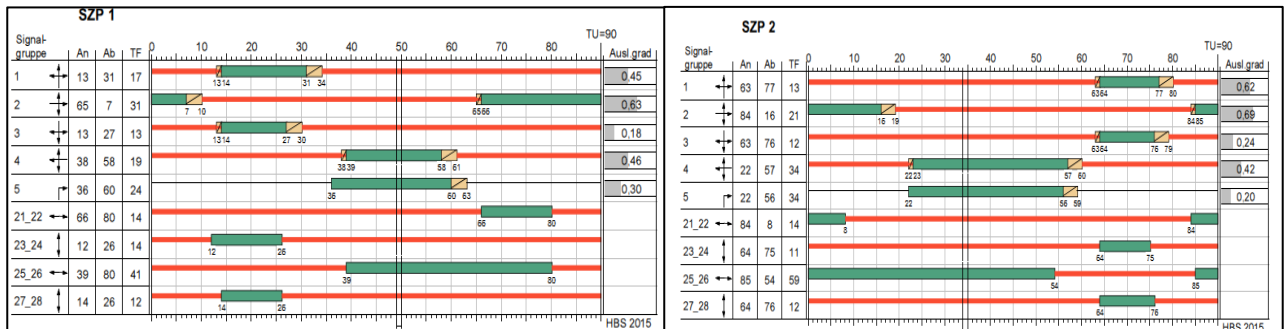 SZP 1
Signal-
gruppe An Ab TF 0 10 20 30 40 50 60 70 80 TU=90
Ausl.grad
1 13 31 17 13 14 31 34 0,45
2 65 7 31 7 10 65 66 0,63
3 13 27 13 13 14 27 30 0,18
4 38 58 19 38 39 58 61 0,46
5 36 60 24 36 60 63 0,30
21_22 66 80 14 66 80
23_24 12 26 14 12 26
25_26 39 80 41 39 80
27_28 14 26 12 14 26
HBS 2015
SZP 2
Signal-
gruppe An Ab TF 0 10 20 30 40 50 60 70 80 TU=90
Ausl.grad
1 63 77 13 63 64 77 80 0,62
2 84 16 21 16 19 84 85 0,69
3 63 76 12 63 64 76 79 0,24
4 22 57 34 22 23 57 60 0,42
5 22 56 34 22 56 59 0,20
21_22 84 8 14 8 84
23_24 64 75 11 64 75
25_26 85 54 59 54 85
27_28 64 76 12 64 76
HBS 2015